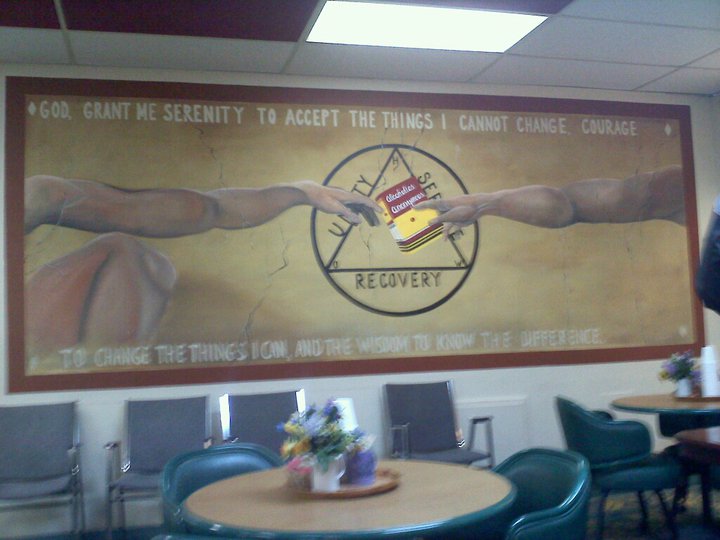 GOD, GRANT ME SERENITY TO ACCEPT THE THINGS I CANNOT CHANGE, COURAGE
UNITY
SERVICE
H
Alcoholics
Anonymous
O
W
RECOVERY
TO CHANGE THE THINGS I CAN, AND THE WISDOM TO KNOW THE DIFFERENCE.